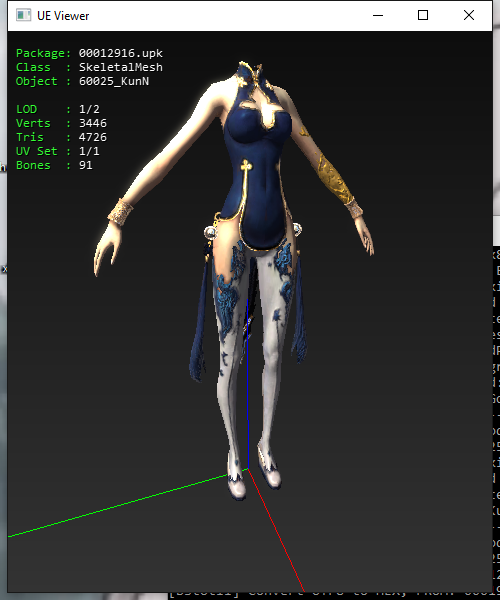 UE Viewer
Package: 00012916.upk
Class : SkeletalMesh
Object : 60025_KunN
LOD : 1/2
Verts : 3446
Tris : 4726
UV Set : 1/1
Bones : 91